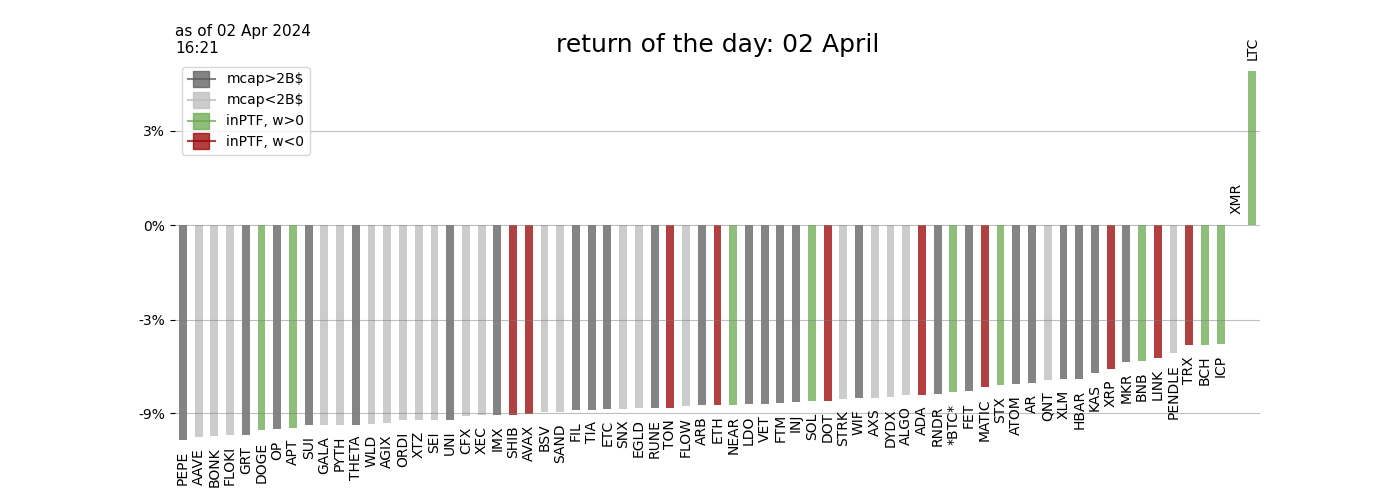 as of 02 Apr 2024
16:21
return of the day: 02 April
mcap>2B$
mcap<2B$
inPTF, w>0
inPTF, w<0
3%
0%
-3%
-9%
PEPE
AAVE
BONK
FLOKI
GRT
DOGE
OP
APT
SUI
GALA
PYTH
THETA
WLD
AGIX
ORDI
XTZ
SEI
UNI
CFX
XEC
IMX
SHIB
AVAX
BSV
SAND
FIL
TIA
ETC
SNX
EGLD
RUNE
TON
FLOW
ARB
ETH
NEAR
LDO
VET
FTM
INJ
SOL
DOT
STRK
WIF
AXS
DYDX
ALGO
ADA
RNDR
*BTC*
FET
MATIC
STX
ATOM
AR
QNT
XLM
HBAR
KAS
XRP
MKR
BNB
LINK
PENDLE
TRX
BCH
ICP
XMR
LTC